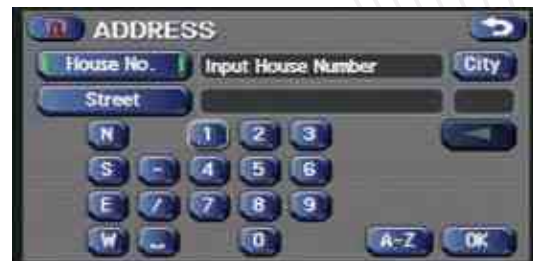 ADDRESS
House No. Input House Number City
Street
N 1 2 3
S - 4 5 6
E / 7 8 9
W ␣ 0 A-Z OK